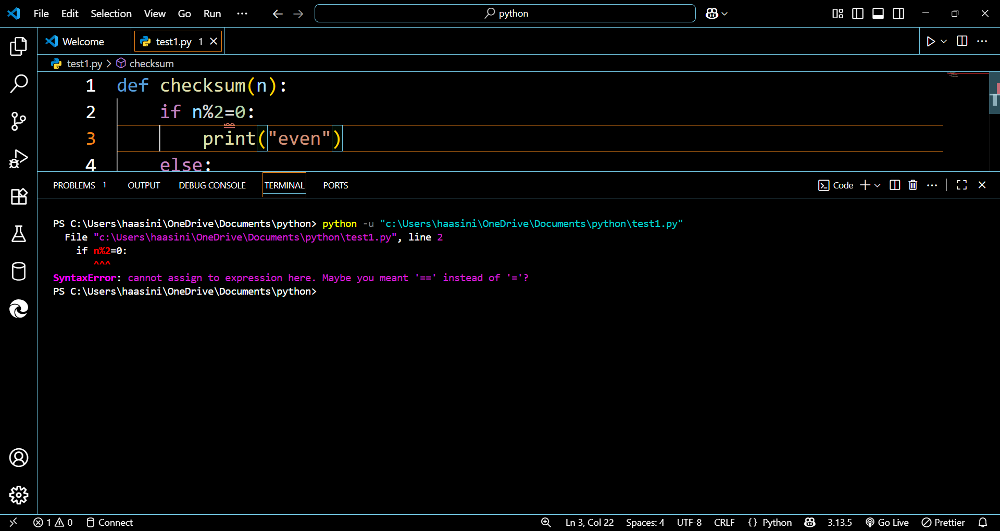 File Edit Selection View Go Run ··· python
Welcome test1.py 1
test1.py > checksum
1 def checksum(n):
2 if n%2=0:
3 print("even")
4 else:
PROBLEMS 1 OUTPUT DEBUG CONSOLE TERMINAL PORTS Code
PS C:\Users\haasini\OneDrive\Documents\python> python -u "c:\Users\haasini\OneDrive\Documents\python\test1.py"
File "c:\Users\haasini\OneDrive\Documents\python\test1.py", line 2
if n%2=0:
^^^
SyntaxError: cannot assign to expression here. Maybe you meant '==' instead of '='?
PS C:\Users\haasini\OneDrive\Documents\python>
1 0 Connect Ln 3, Col 22 Spaces: 4 UTF-8 CRLF {} Python 3.13.5 Go Live Prettier